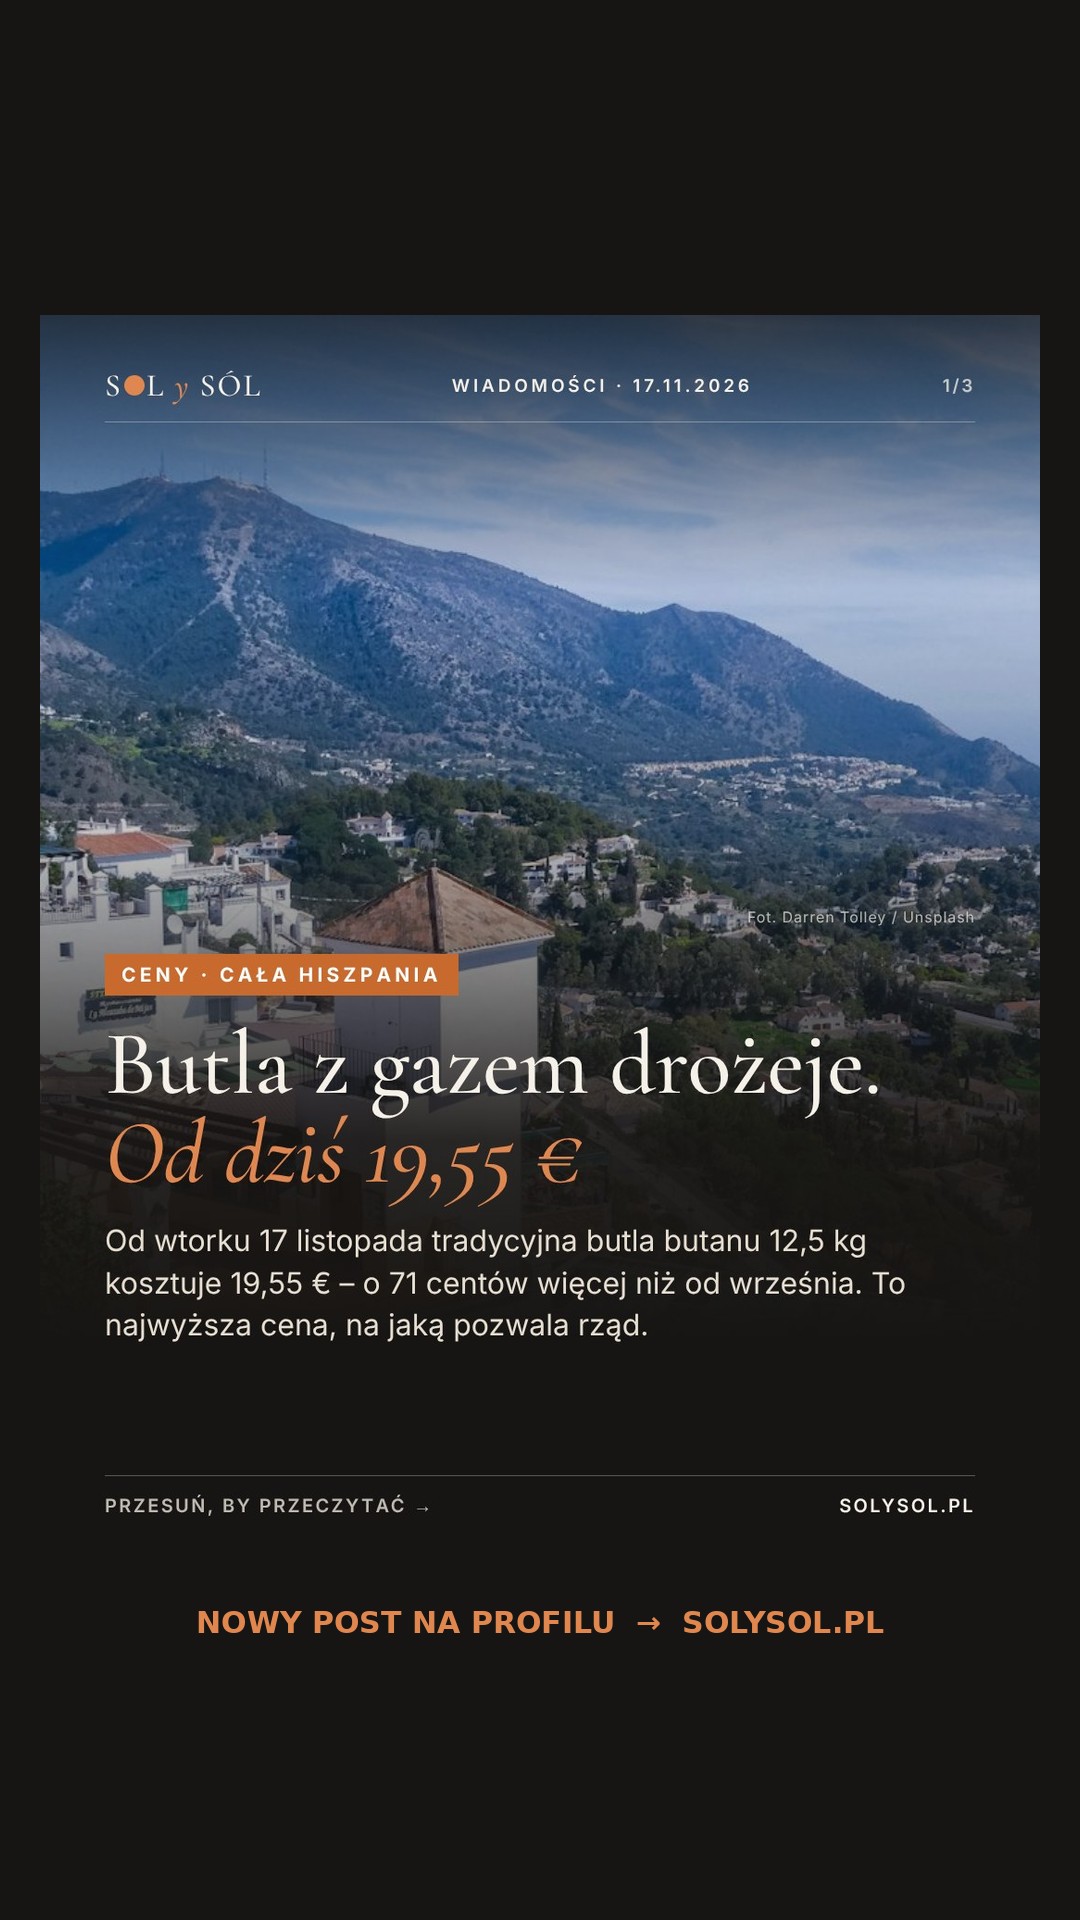 SOL y SÓL
WIADOMOŚCI · 17.11.2026
1/3
Fot. Darren Tolley / Unsplash
CENY · CAŁA HISZPANIA
Butla z gazem drożeje.
Od dziś 19,55 €
Od wtorku 17 listopada tradycyjna butla butanu 12,5 kg
kosztuje 19,55 € – o 71 centów więcej niż od września. To
najwyższa cena, na jaką pozwala rząd.
PRZESUŃ, BY PRZECZYTAĆ →
SOLYSOL.PL
NOWY POST NA PROFILU → SOLYSOL.PL